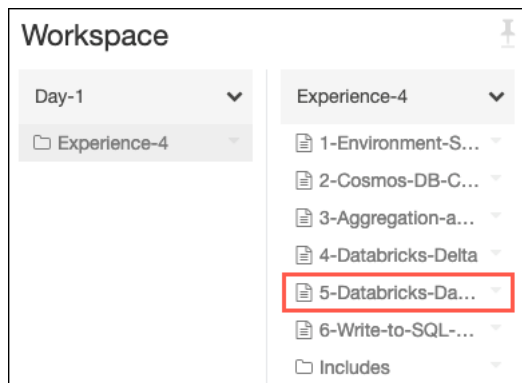 Workspace
Day-1
Experience-4
Experience-4
1-Environment-S...
2-Cosmos-DB-C...
3-Aggregation-a...
4-Databricks-Delta
5-Databricks-Da...
6-Write-to-SQL-...
Includes